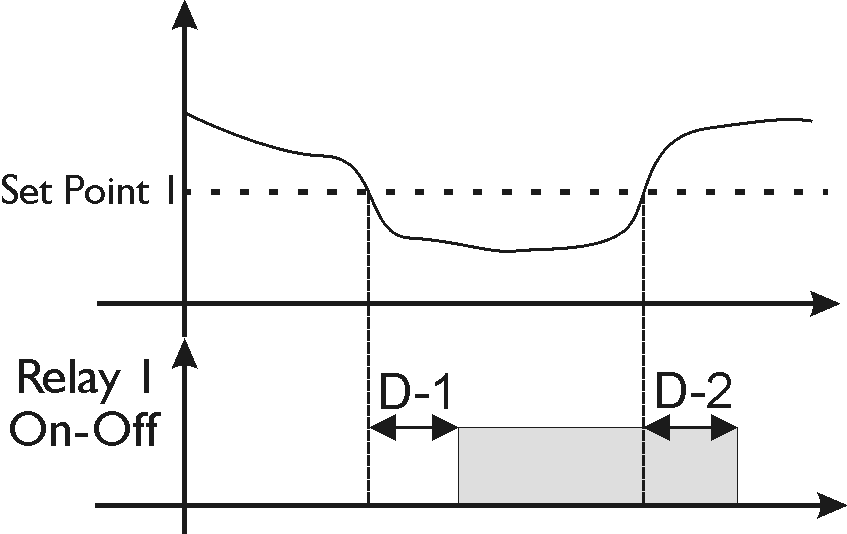 Set Point 1
Relay 1
On-Off
D-1
D-2